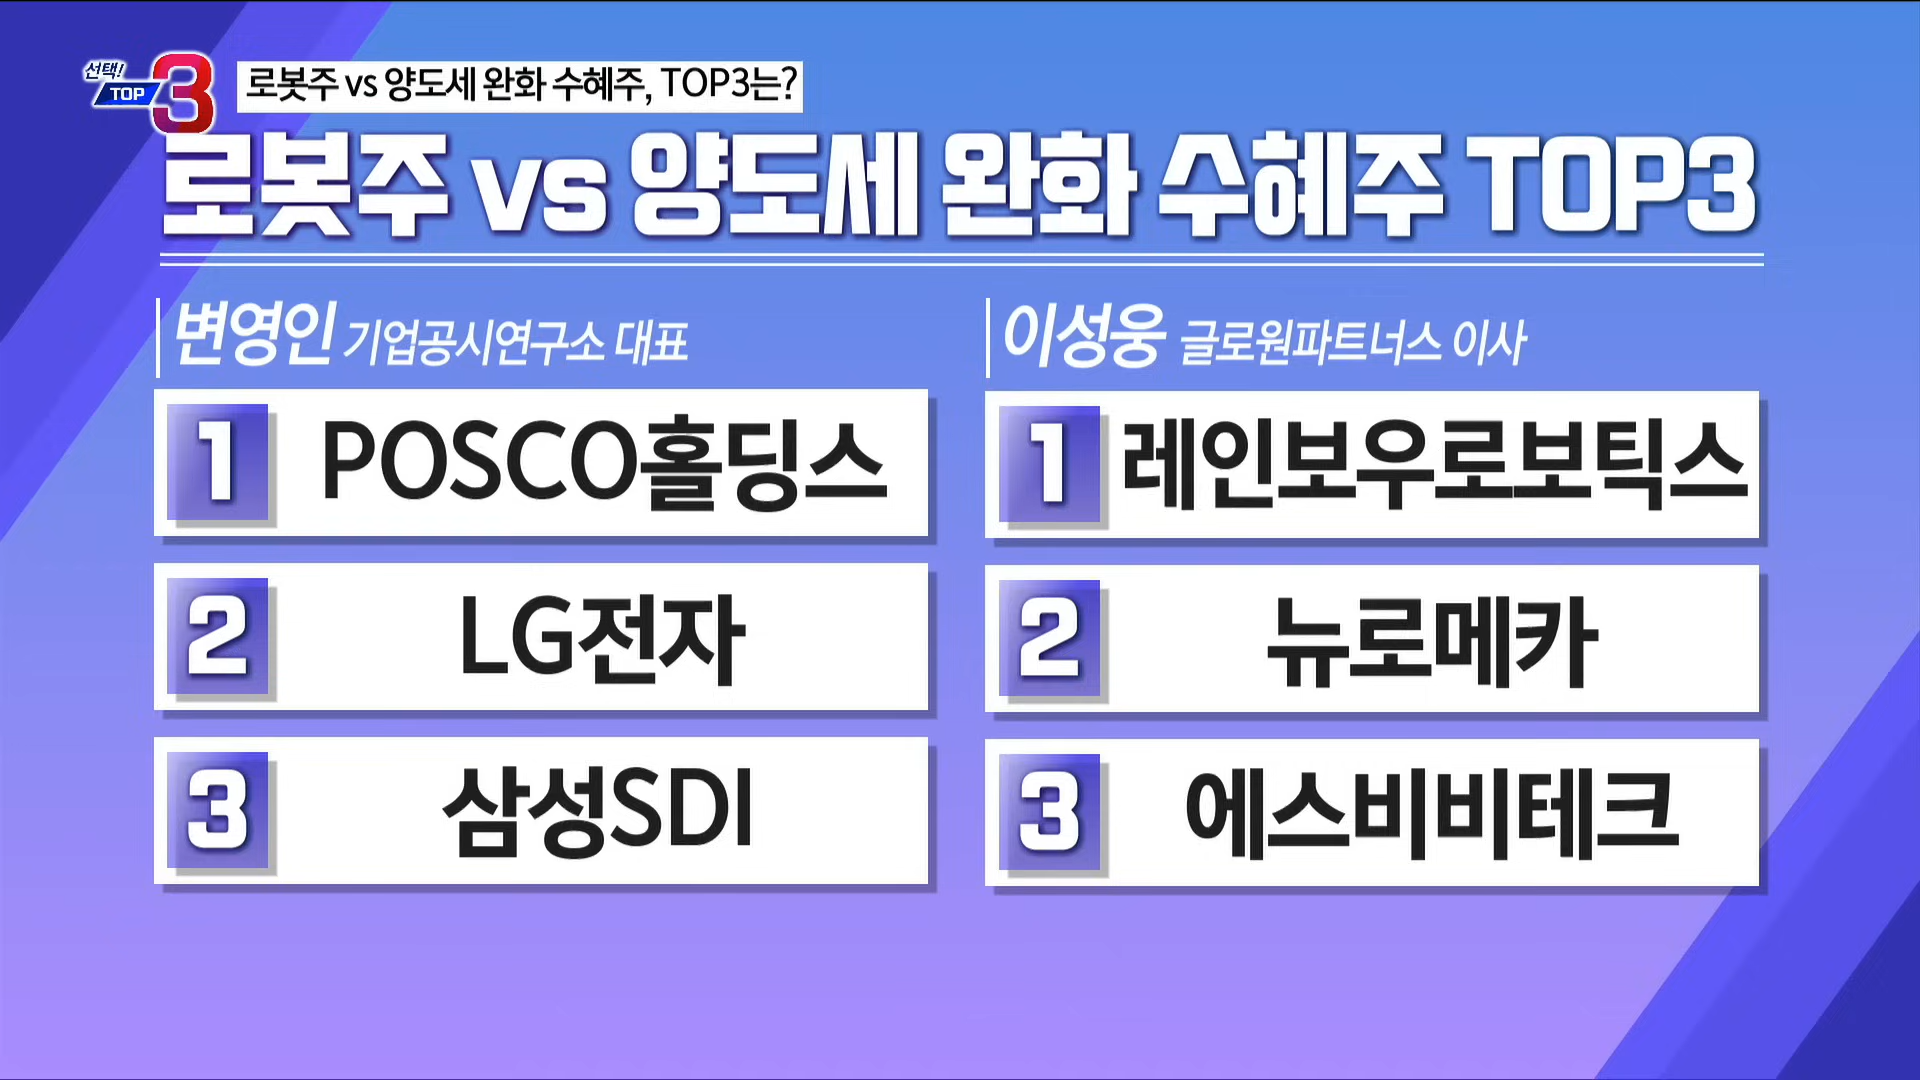 선택!
TOP 3
로봇주 vs 양도세 완화 수혜주, TOP3는?
로봇주 vs 양도세 완화 수혜주 TOP3
변영인 기업공시연구소 대표
1 POSCO홀딩스
2 LG전자
3 삼성SDI
이성웅 글로원파트너스 이사
1 레인보우로보틱스
2 뉴로메카
3 에스비비테크